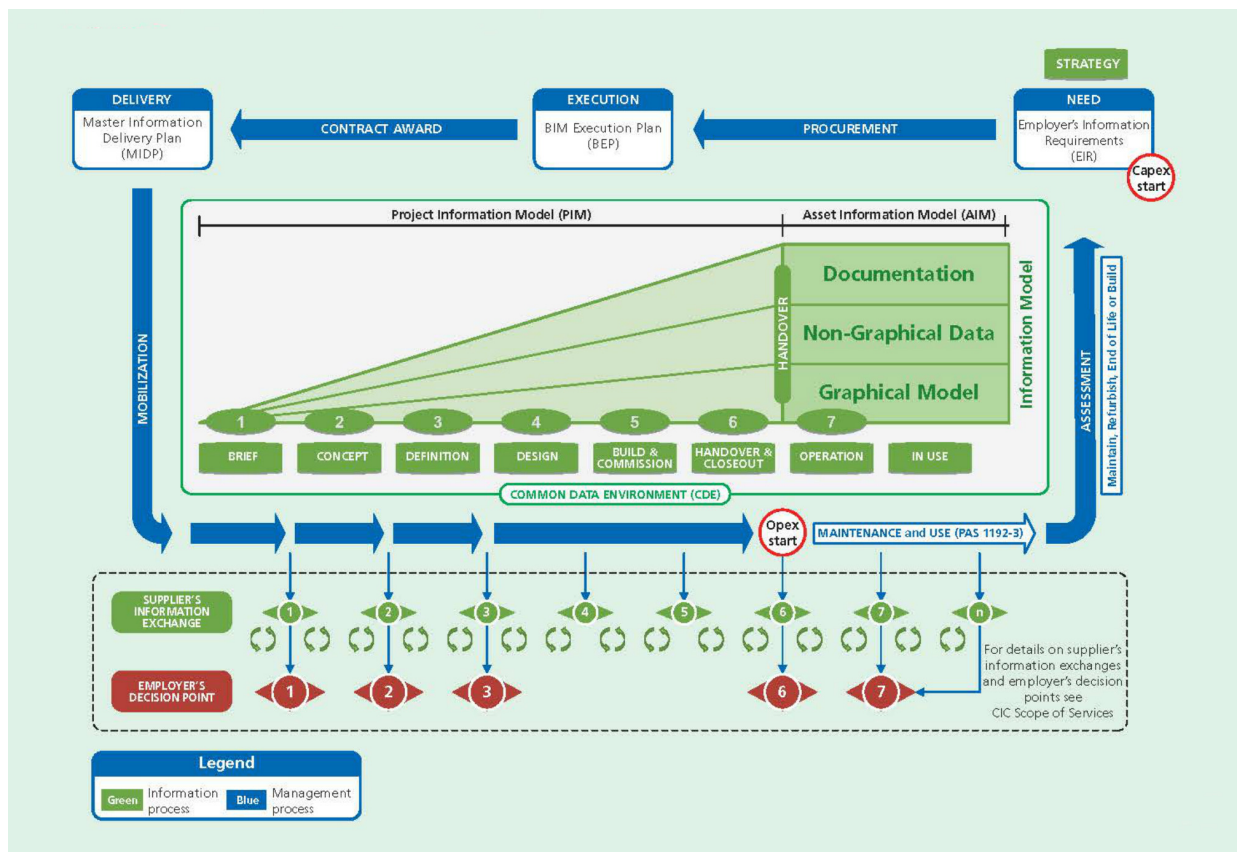 STRATEGY
DELIVERY
Master Information
Delivery Plan
(MIDP)
CONTRACT AWARD
EXECUTION
BIM Execution Plan
(BEP)
PROCUREMENT
NEED
Employer's Information
Requirements
(EIR)
Capex
start
Project Information Model (PIM)
Asset Information Model (AIM)
MOBILIZATION
HANDOVER
Documentation
Non-Graphical Data
Graphical Model
Information Model
ASSESSMENT
Maintain, Refurbish, End of Life or Build
1
2
3
4
5
6
7
BRIEF
CONCEPT
DEFINITION
DESIGN
BUILD &
COMMISSION
HANDOVER &
CLOSEOUT
OPERATION
IN USE
COMMON DATA ENVIRONMENT (CDE)
Opex
start
MAINTENANCE and USE (PAS 1192-3)
SUPPLIER'S
INFORMATION
EXCHANGE
1
2
3
4
5
6
7
n
EMPLOYER'S
DECISION POINT
1
2
3
6
7
For details on supplier's
information exchanges
and employer's decision
points see
CIC Scope of Services
Legend
Green
Information
process
Blue
Management
process